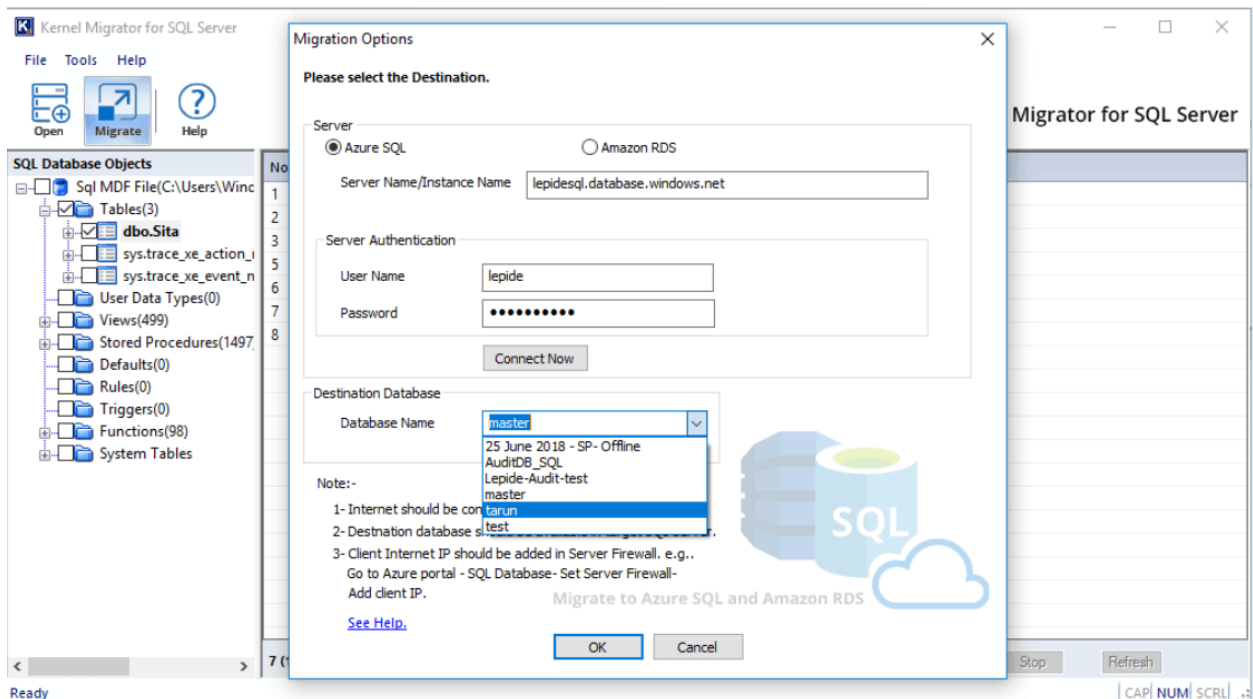 Kernel Migrator for SQL Server
File Tools Help
Open Migrate Help
Migrator for SQL Server
SQL Database Objects
Sql MDF File(C:\Users\Winc
Tables(3)
dbo.Sita
sys.trace_xe_action_
sys.trace_xe_event_n
User Data Types(0)
Views(499)
Stored Procedures(1497
Defaults(0)
Rules(0)
Triggers(0)
Functions(98)
System Tables
No
1
2
3
5
6
7
8
Migration Options
Please select the Destination.
Server
Azure SQL Amazon RDS
Server Name/Instance Name lepidesql.database.windows.net
Server Authentication
User Name lepide
Password ••••••••••
Connect Now
Destination Database
Database Name master
25 June 2018 - SP- Offline
AuditDB_SQL
Lepide-Audit-test
master
tarun
test
Note:-
1- Internet should be con
2- Destnation database s
3- Client Internet IP should be added in Server Firewall. e.g..
Go to Azure portal - SQL Database- Set Server Firewall-
Add client IP.
See Help.
SQL
Migrate to Azure SQL and Amazon RDS
OK Cancel
7 (1
Stop Refresh
Ready
CAP NUM SCRL